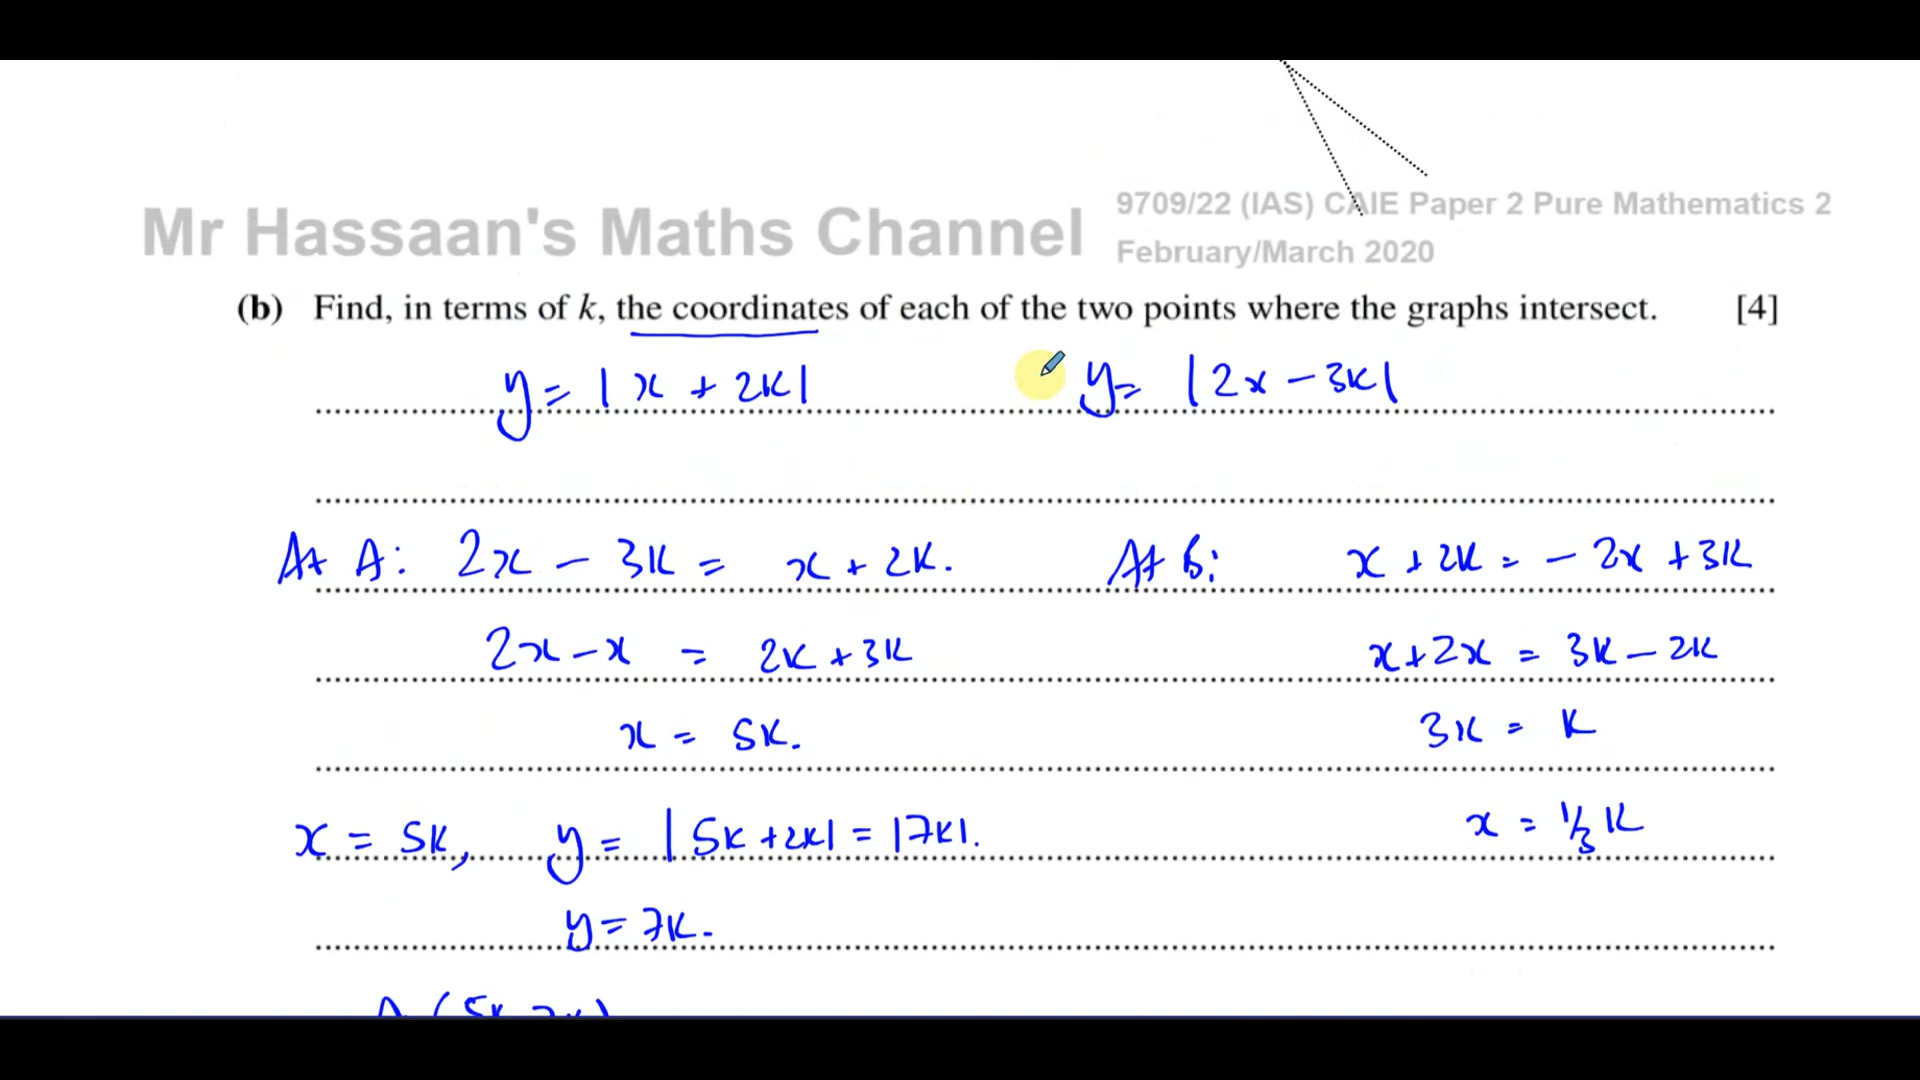 Mr Hassaan's Maths Channel
9709/22 (IAS) CAIE Paper 2 Pure Mathematics 2
February/March 2020
(b) Find, in terms of k, the coordinates of each of the two points where the graphs intersect. [4]
y = |x + 2k| y = |2x - 3k|
At A: 2x - 3k = x + 2k. At B: x + 2k = - 2x + 3k
2x - x = 2k + 3k x + 2x = 3k - 2k
x = 5k. 3x = k
x = 5k, y = |5k + 2k| = |7k|. x = 1/3 k
y = 7k.
A (5k, 7k)